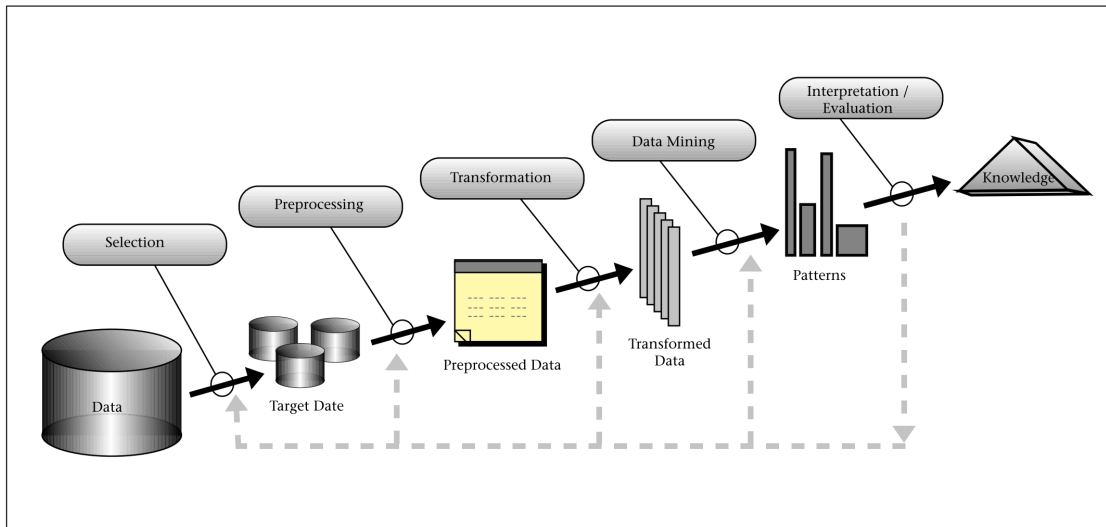 Interpretation /
Evaluation
Data Mining
Transformation
Preprocessing
Selection
Knowledge
Patterns
Transformed
Data
Preprocessed Data
Target Date
Data